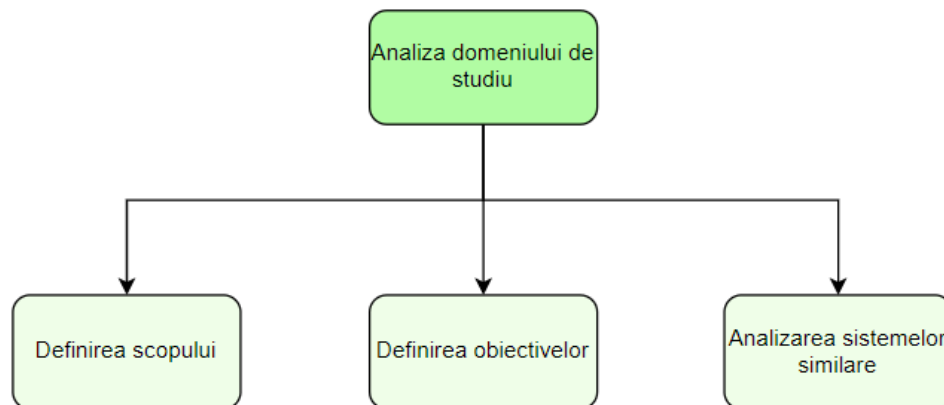 Analiza domeniului de
studiu
Definirea scopului
Definirea obiectivelor
Analizarea sistemelor
similare